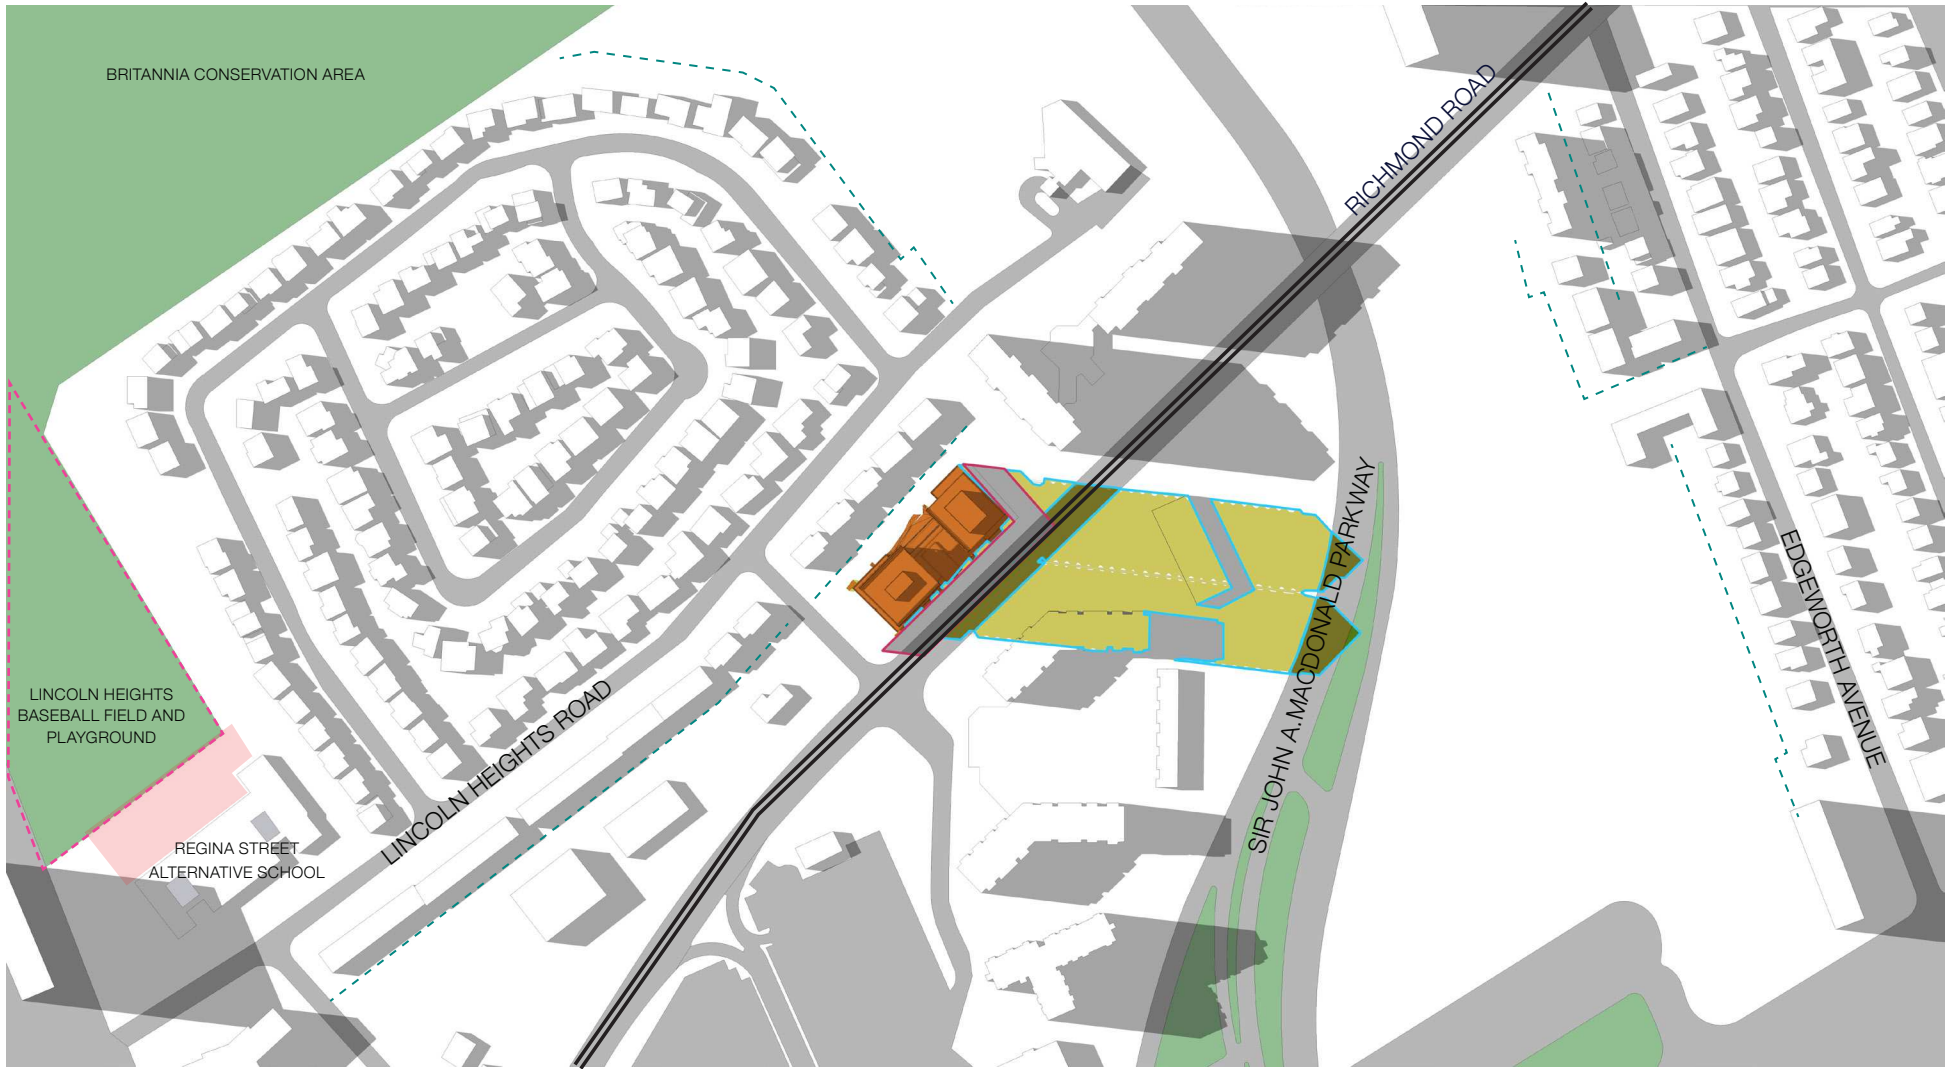 BRITANNIA CONSERVATION AREA
RICHMOND ROAD
SIR JOHN A.MACDONALD PARKWAY
EDGEWORTH AVENUE
LINCOLN HEIGHTS ROAD
LINCOLN HEIGHTS
BASEBALL FIELD AND
PLAYGROUND
REGINA STREET
ALTERNATIVE SCHOOL